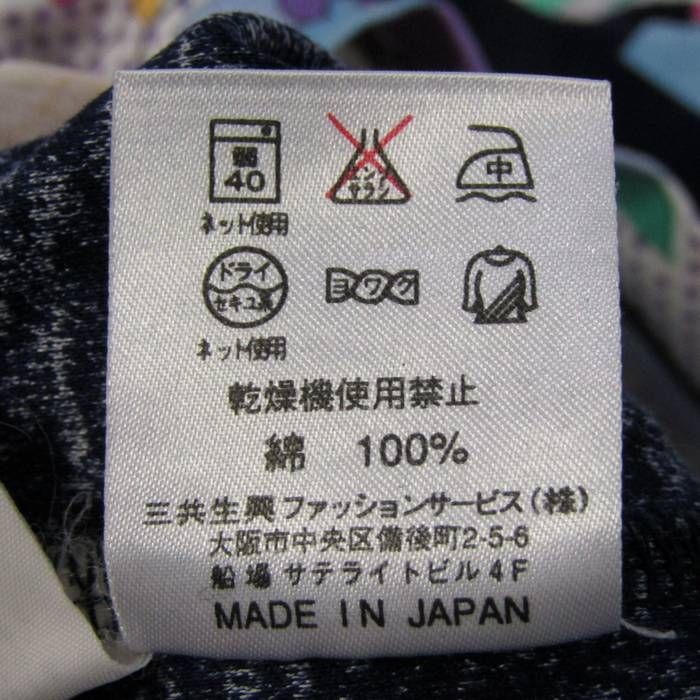 弱 40
エンソ サラシ
中
ネット使用
ドライ セキユ系
ヨワク
ネット使用
乾燥機使用禁止
綿 100%
三共生興ファッションサービス(株)
大阪市中央区備後町2-5-6
船場サテライトビル4F
MADE IN JAPAN